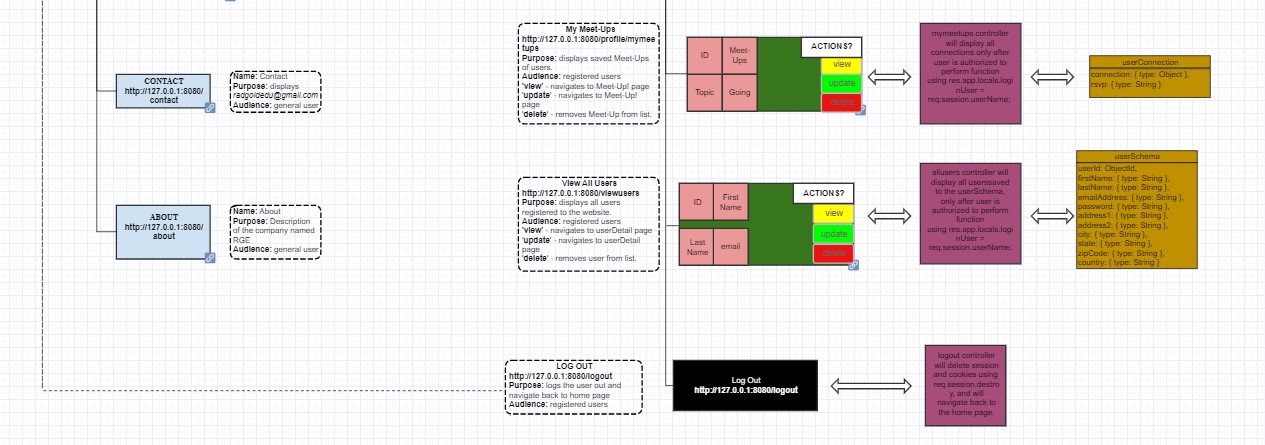 CONTACT
http://127.0.0.1:8080/
contact
Name: Contact
Purpose: displays
radgoldedu@gmail.com
Audience: general user
ABOUT
http://127.0.0.1:8080/
about
Name: About
Purpose: Description
of the company named
RGE
Audience: general user
My Meet-Ups
http://127.0.0.1:8080/profile/mymee
tups
Purpose: displays saved Meet-Ups
of users.
Audience: registered users
'view' - navigates to Meet-Up! page
'update' - navigates to Meet-Up!
page
'delete' - removes Meet-Up from list.
ID
Meet-
Ups
Topic
Going
ACTIONS?
view
update
delete
mymeetups controller
will display all
connections only after
user is authorized to
perform function
using res.app.locals.logi
nUser =
req.session.userName;
userConnection
connection: { type: Object },
rsvp: { type: String }
View All Users
http://127.0.0.1:8080/viewusers
Purpose: displays all users
registered to the website.
Audience: registered users
'view' - navigates to userDetail page
'update' - navigates to userDetail
page
'delete' - removes user from list.
ID
First
Name
Last
Name
email
ACTIONS?
view
update
delete
allusers controller will
display all userssaved
to the userSchema,
only after user is
authorized to perform
function
using res.app.locals.logi
nUser =
req.session.userName;
userSchema
userId: ObjectId,
firstName: { type: String },
lastName: { type: String },
emailAddress: { type: String },
password: { type: String },
address1: { type: String },
address2: { type: String },
city: { type: String },
state: { type: String },
zipCode: { type: String },
country: { type: String }
LOG OUT
http://127.0.0.1:8080/logout
Purpose: logs the user out and
navigate back to home page
Audience: registered users
Log Out
http://127.0.0.1:8080/logout
logout controller
will delete session
and cookies using
req.session.destro
y, and will
navigate back to
the home page.